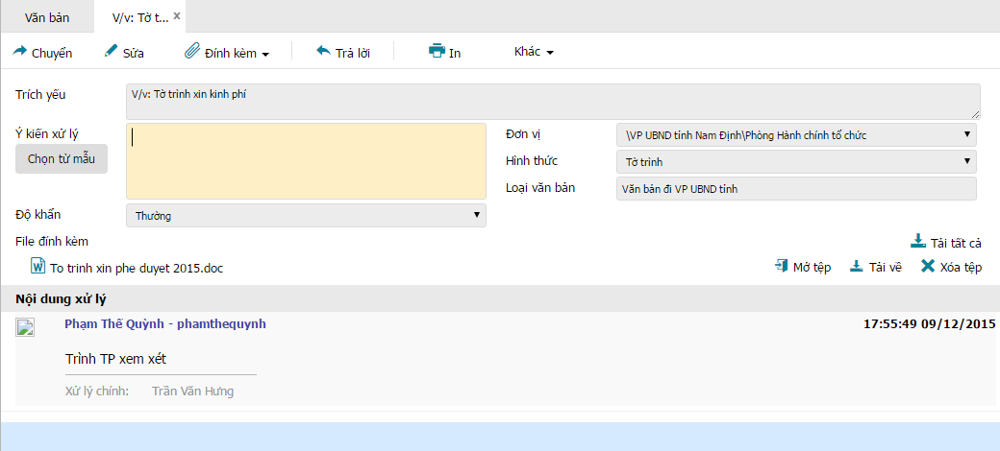 Văn bản V/v: Tờ t... x
Chuyển Sửa Đính kèm Trả lời In Khác
Trích yếu V/v: Tờ trình xin kinh phí
Ý kiến xử lý Đơn vị \VP UBND tỉnh Nam Định\Phòng Hành chính tổ chức
Chọn từ mẫu Hình thức Tờ trình
Loại văn bản Văn bản đi VP UBND tỉnh
Độ khẩn Thường
File đính kèm Tải tất cả
To trinh xin phe duyet 2015.doc Mở tệp Tải về Xóa tệp
Nội dung xử lý
Phạm Thế Quỳnh - phamthequynh 17:55:49 09/12/2015
Trình TP xem xét
Xử lý chính: Trần Văn Hưng